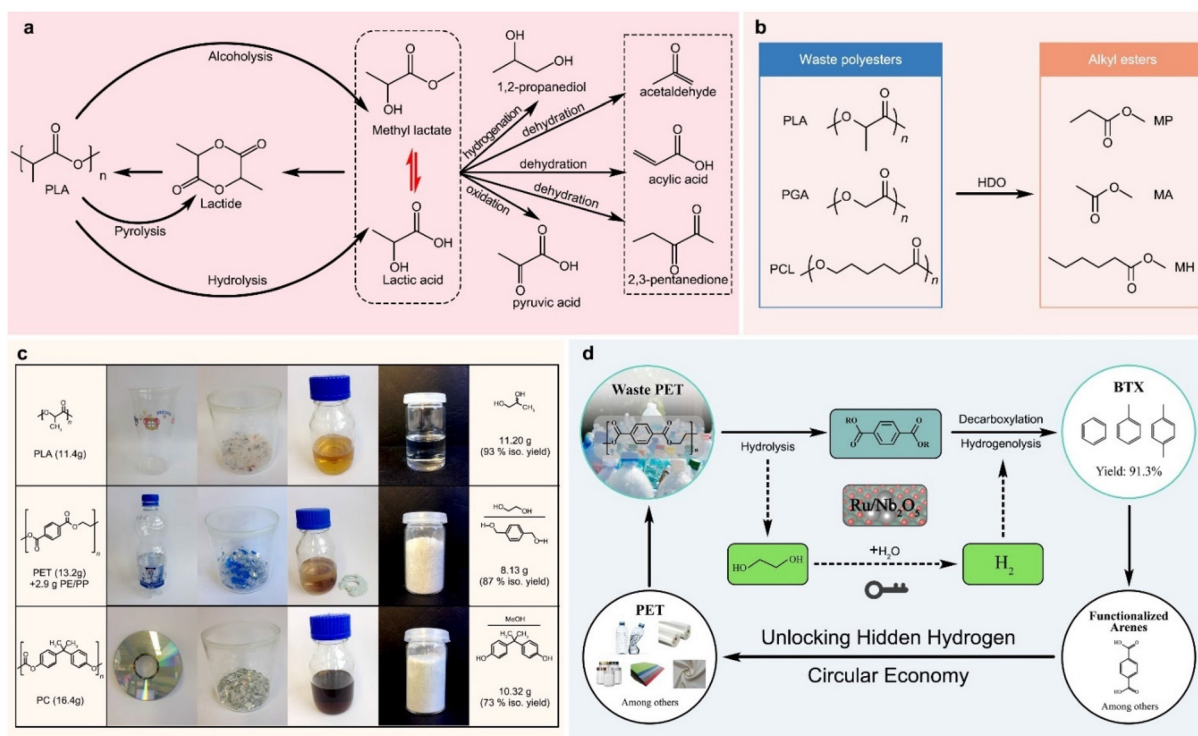 a
Alcoholysis
PLA
Lactide
Pyrolysis
Hydrolysis
Methyl lactate
Lactic acid
1,2-propanediol
hydrogenation
dehydration
dehydration
dehydration
oxidation
pyruvic acid
acetaldehyde
acylic acid
2,3-pentanedione
b
Waste polyesters
PLA
PGA
PCL
HDO
Alkyl esters
MP
MA
MH
c
PLA (11.4g)
11.20 g
(93 % iso. yield)
PET (13.2g)
+2.9 g PE/PP
8.13 g
(87 % iso. yield)
PC (16.4g)
MeOH
10.32 g
(73 % iso. yield)
d
Waste PET
Hydrolysis
Decarboxylation
Hydrogenolysis
BTX
Yield: 91.3%
Ru/Nb2O5
+H2O
H2
PET
Among others
Unlocking Hidden Hydrogen
Circular Economy
Functionalized
Arenes
Among others